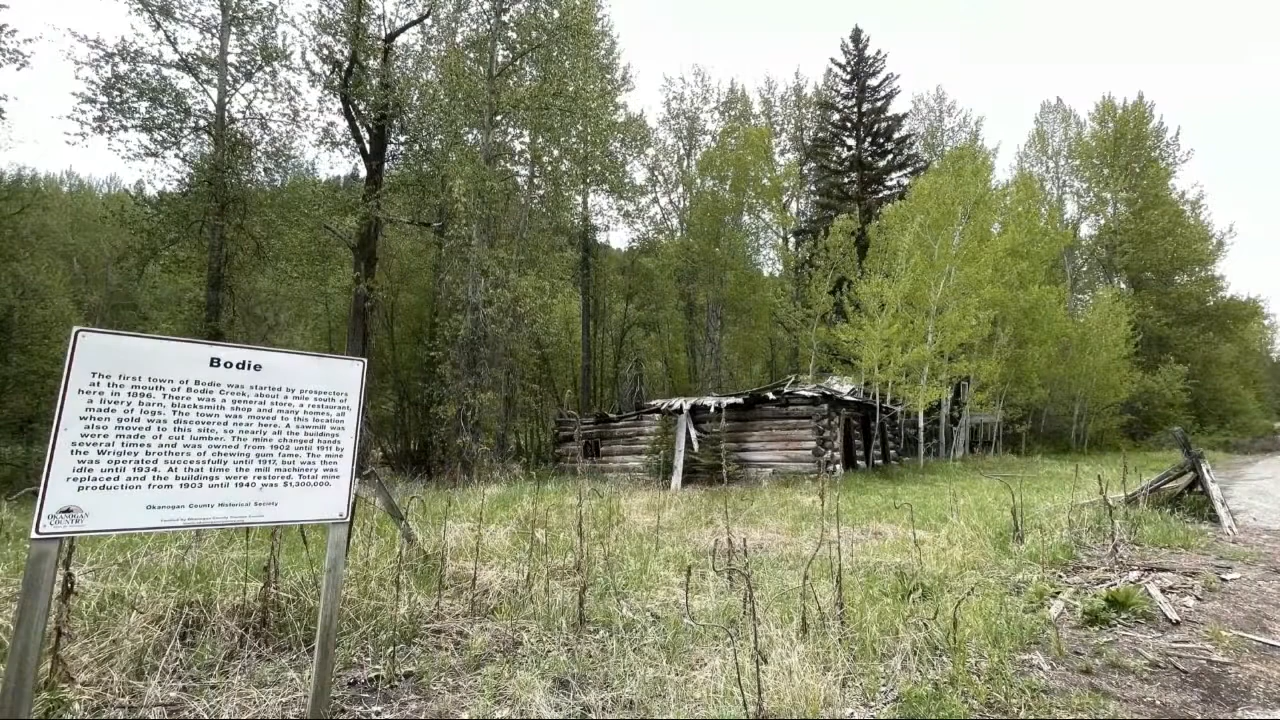 Bodie
The first town of Bodie was started by prospectors
at the mouth of Bodie Creek, about a mile south of
here in 1896. There was a general store, a restaurant,
a livery barn, blacksmith shop and many homes, all
made of logs. The town was moved to this location
when gold was discovered near here. A sawmill was
also moved to this site, so nearly all the buildings
were made of cut lumber. The mine changed hands
several times and was owned from 1902 until 1911 by
the Wrigley brothers of chewing gum fame. The mine
was operated successfully until 1917, but was then
idle until 1934. At that time the mill machinery was
replaced and the buildings were restored. Total mine
production from 1903 until 1940 was $1,300,000.
Okanogan County Historical Society
OKANOGAN
COUNTRY